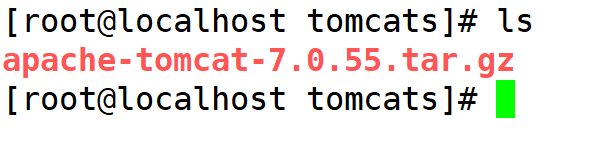 [root@localhost tomcats]# ls
apache-tomcat-7.0.55.tar.gz
[root@localhost tomcats]#